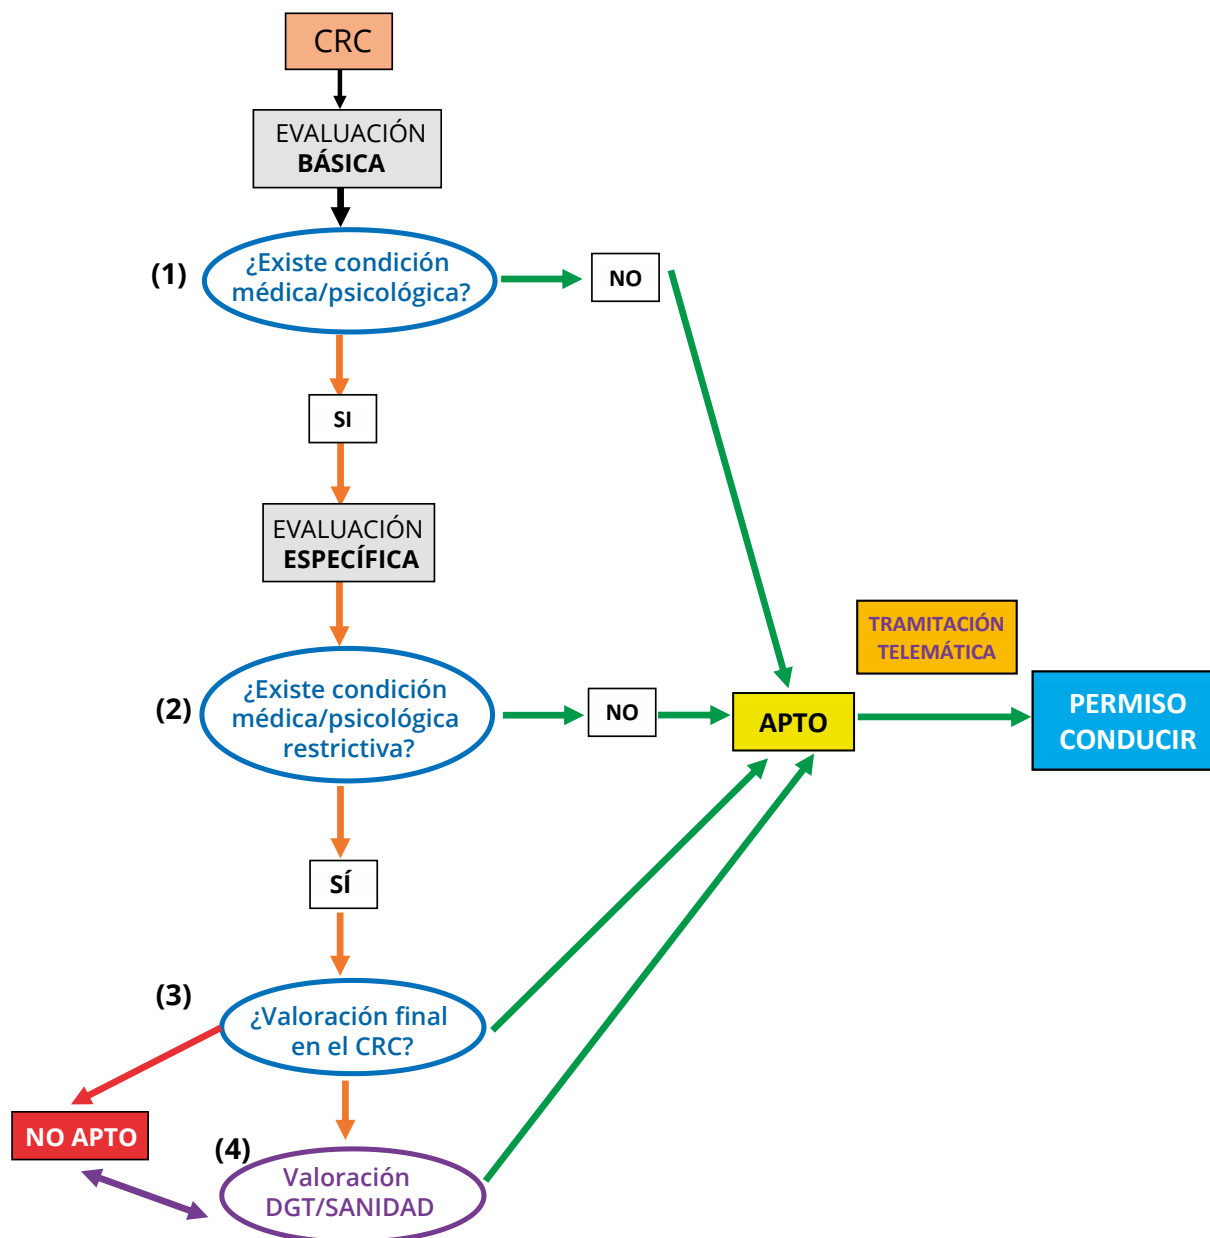 CRC
EVALUACIÓN
BÁSICA
(1)
¿Existe condición
médica/psicológica?
NO
SI
EVALUACIÓN
ESPECÍFICA
(2)
¿Existe condición
médica/psicológica
restrictiva?
NO
APTO
TRAMITACIÓN
TELEMÁTICA
PERMISO
CONDUCIR
SÍ
(3)
¿Valoración final
en el CRC?
NO APTO
(4)
Valoración
DGT/SANIDAD